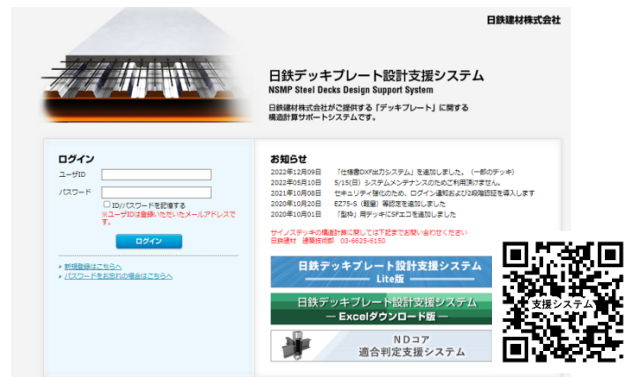 日鉄建材株式会社
日鉄デッキプレート設計支援システム
NSMP Steel Decks Design Support System
日鉄建材株式会社がご提供する「デッキプレート」に関する
構造計算サポートシステムです。
ログイン
ユーザID
パスワード
ID/パスワードを記憶する
※ユーザIDは登録いただいたメールアドレスで
す。
ログイン
新規登録はこちらへ
パスワードをお忘れの場合はこちらへ
お知らせ
2022年12月09日 「仕様書DXF出力システム」を追加しました。（一部のデッキ）
2022年05月10日 5/15(日) システムメンテナンスのためご利用頂けません。
2021年10月08日 セキュリティ強化のため、ログイン通知および2段階認証を導入します
2020年10月20日 EZ75-S（軽量）等認定を追加しました
2020年10月01日 「型枠」用デッキにSFエコを追加しました
サイノスデッキの構造計算に関しては下記までお問い合わせください
日鉄建材 建築技術部 03-6625-6150
日鉄デッキプレート設計支援システム
Lite版
日鉄デッキプレート設計支援システム
ー Excelダウンロード版 ー
NDコア
適合判定支援システム
支援システム